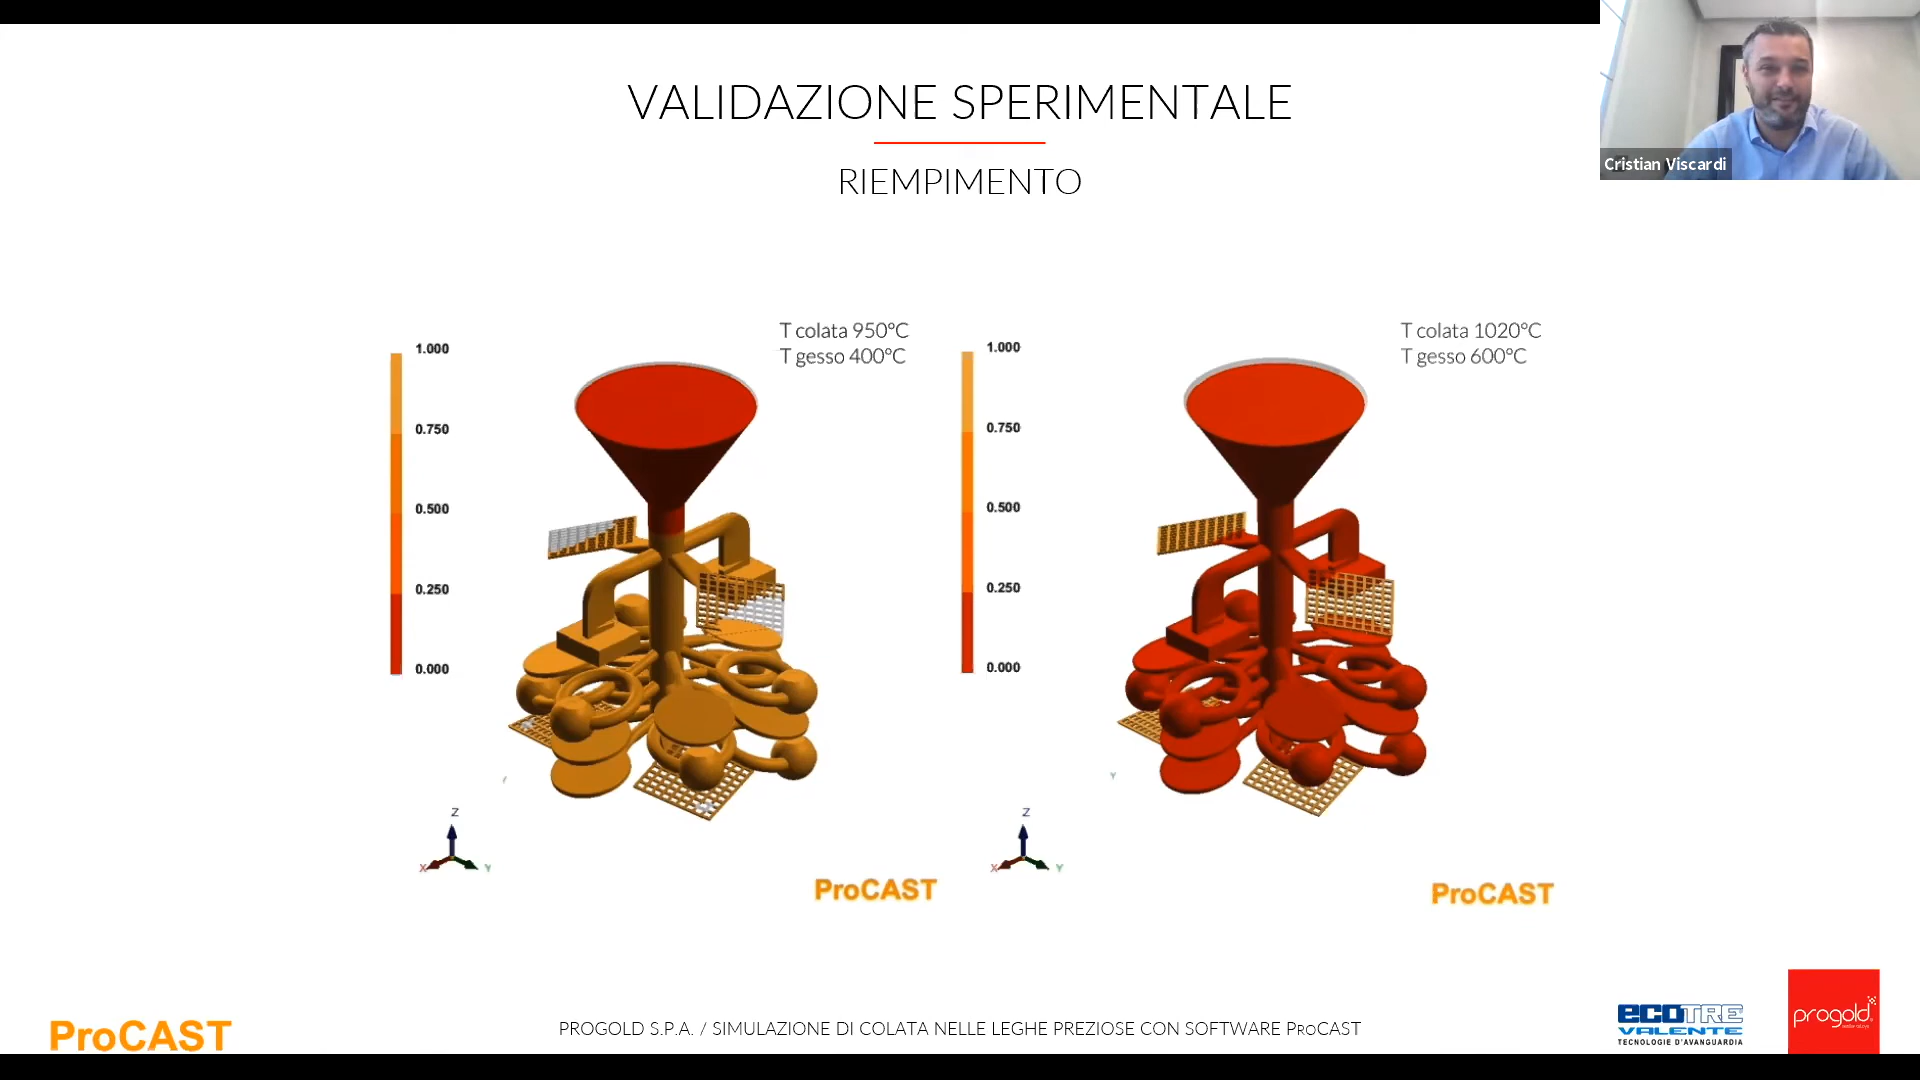 Cristian Viscardi
VALIDAZIONE SPERIMENTALE
RIEMPIMENTO
T colata 950°C
T gesso 400°C
1.000
0.750
0.500
0.250
0.000
Z
X
Y
Y
ProCAST
T colata 1020°C
T gesso 600°C
1.000
0.750
0.500
0.250
0.000
Z
X
Y
Y
ProCAST
ProCAST
PROGOLD S.P.A. / SIMULAZIONE DI COLATA NELLE LEGHE PREZIOSE CON SOFTWARE PROCAST
ECOTRE
VALENTE
TECNOLOGIE D'AVANGUARDIA
progold